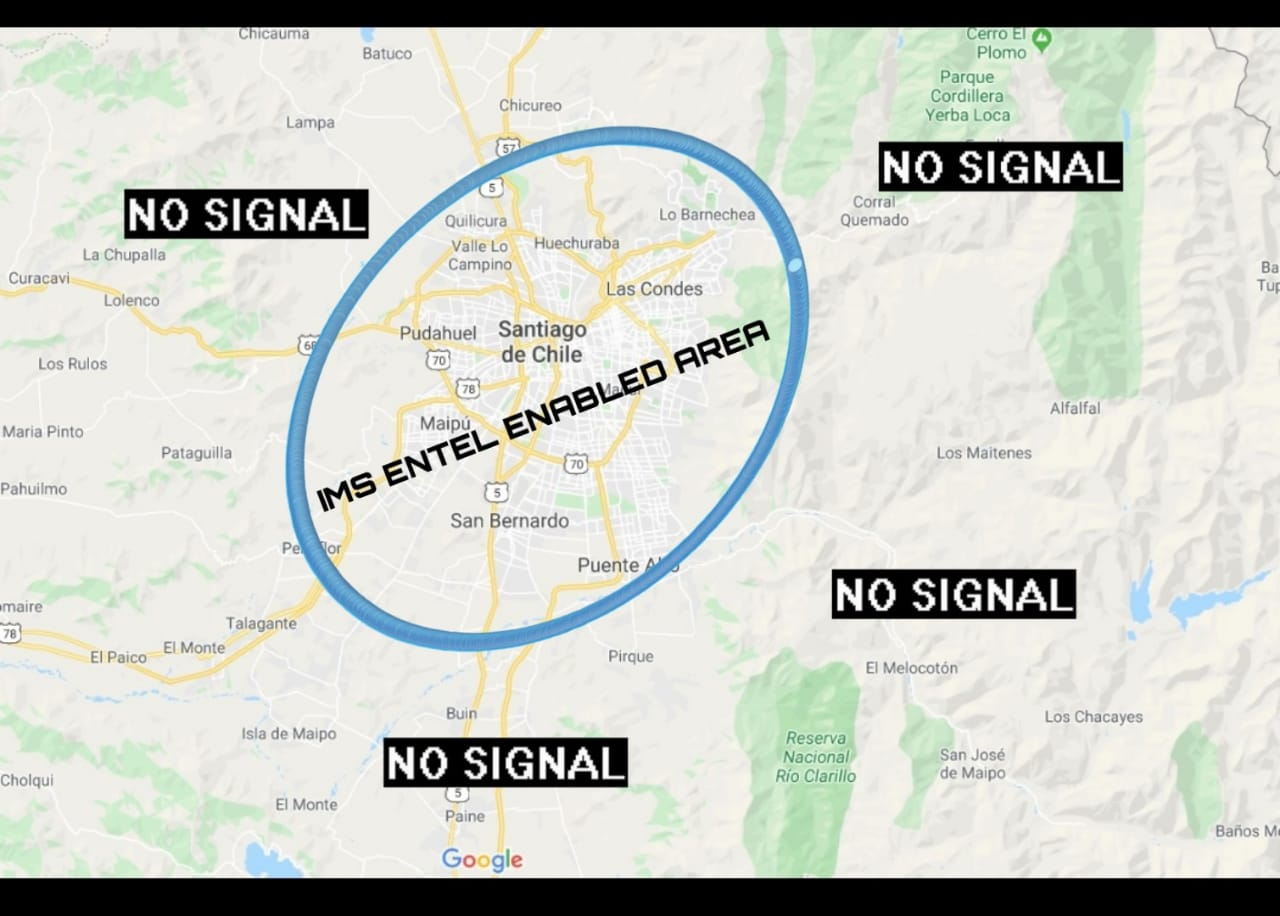 Chicauma
Batuco
Cerro El
Plomo
Parque
Cordillera
Yerba Loca
Chicureo
Lampa
57
NO SIGNAL
NO SIGNAL
5
Corral
Quemado
Lo Barnechea
Quilicura
Huechuraba
Valle Lo
Campino
La Chupalla
Curacavi
Lolenco
Las Condes
Pudahuel
Santiago
de Chile
68
70
Los Rulos
78
IMS ENTEL ENABLED AREA
Alfalfal
Maipú
Maria Pinto
Pataguilla
Los Maitenes
70
Pahuilmo
5
San Bernardo
Puente Alto
NO SIGNAL
78
Talagante
El Monte
El Paico
Pirque
El Melocotón
Buin
Los Chacayes
Isla de Maipo
Reserva
Nacional
Río Clarillo
San José
de Maipo
NO SIGNAL
Cholqui
5
El Monte
Paine
Baños
Google